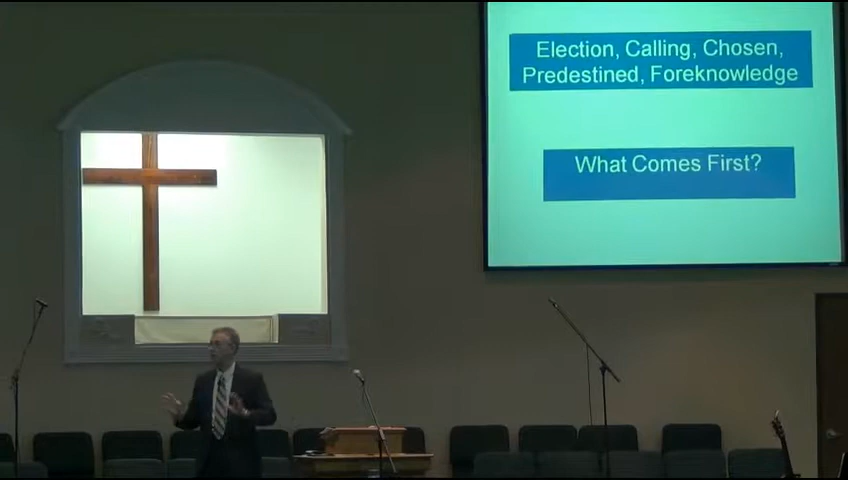 Election, Calling, Chosen,
Predestined, Foreknowledge
What Comes First?